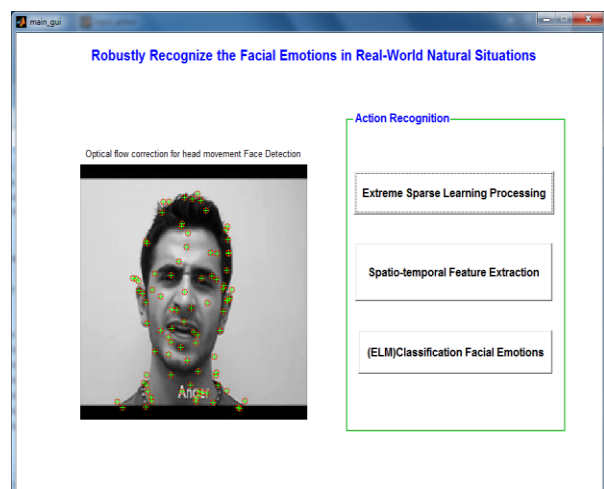 main_gui
Robustly Recognize the Facial Emotions in Real-World Natural Situations
Action Recognition
Optical flow correction for head movement Face Detection
Extreme Sparse Learning Processing
Spatio-temporal Feature Extraction
(ELM)Classification Facial Emotions
Anger